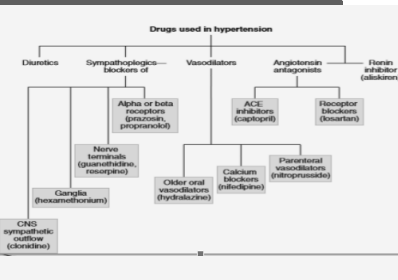 Drugs used in hypertension
Diuretics
Sympathoplegics—
blockers of
Vasodilators
Angiotensin
antagonists
Renin
inhibitor
(aliskiren
Alpha or beta
receptors
(prazosin,
propranolol)
ACE
inhibitors
(captopril)
Receptor
blockers
(losartan)
Nerve
terminals
(guanethidine,
reserpine)
Older oral
vasodilators
(hydralazine)
Calcium
blockers
(nifedipine)
Parenteral
vasodilators
(nitroprusside)
Ganglia
(hexamethonium)
CNS
sympathetic
outflow
(clonidine)